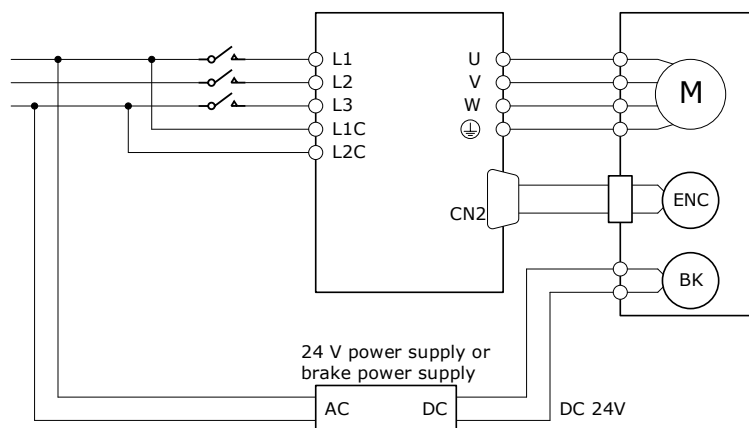 L1
L2
L3
L1C
L2C
U
V
W
CN2
M
ENC
BK
24 V power supply or
brake power supply
AC
DC
DC 24V